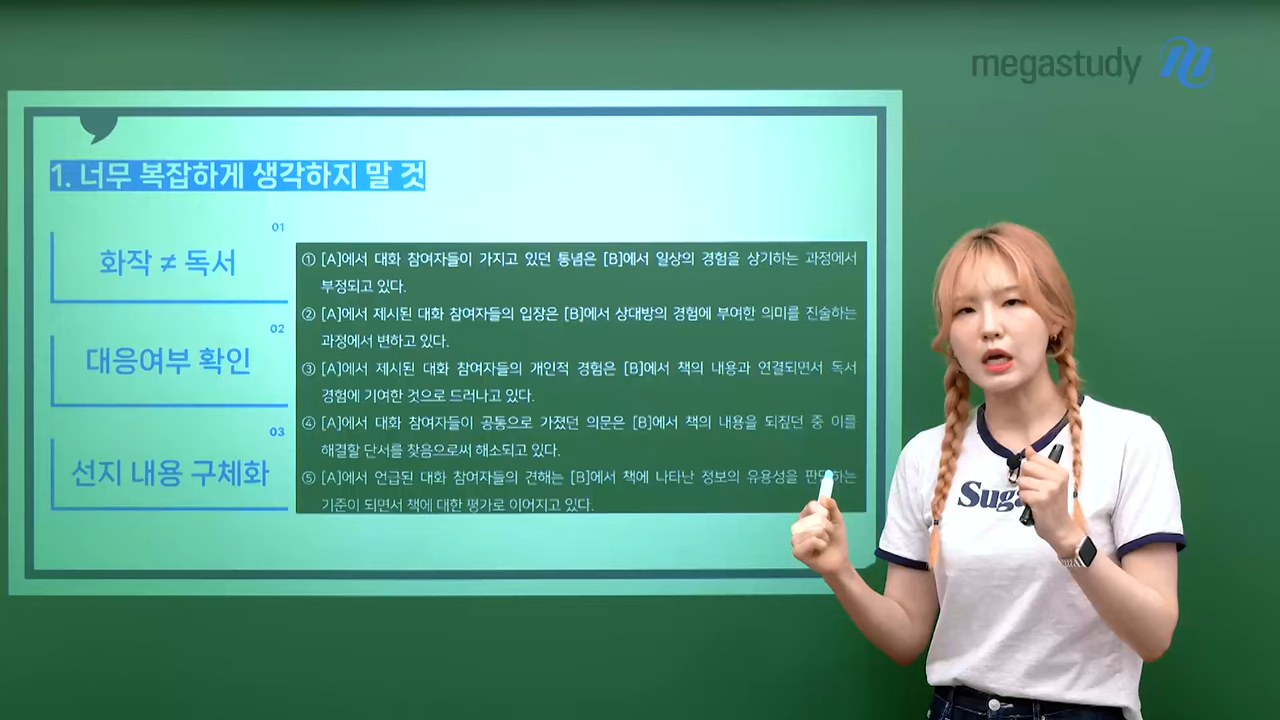 megastudy
1. 너무 복잡하게 생각하지 말 것
01
화작 ≠ 독서
02
대응여부 확인
03
선지 내용 구체화
① [A]에서 대화 참여자들이 가지고 있던 통념은 [B]에서 일상의 경험을 상기하는 과정에서
부정되고 있다.
② [A]에서 제시된 대화 참여자들의 입장은 [B]에서 상대방의 경험에 부여한 의미를 진술하는
과정에서 변하고 있다.
③ [A]에서 제시된 대화 참여자들의 개인적 경험은 [B]에서 책의 내용과 연결되면서 독서
경험에 기여한 것으로 드러나고 있다.
④ [A]에서 대화 참여자들이 공통으로 가졌던 의문은 [B]에서 책의 내용을 되짚던 중 이를
해결할 단서를 찾음으로써 해소되고 있다.
⑤ [A]에서 언급된 대화 참여자들의 견해는 [B]에서 책에 나타난 정보의 유용성을 판단하는
기준이 되면서 책에 대한 평가로 이어지고 있다.